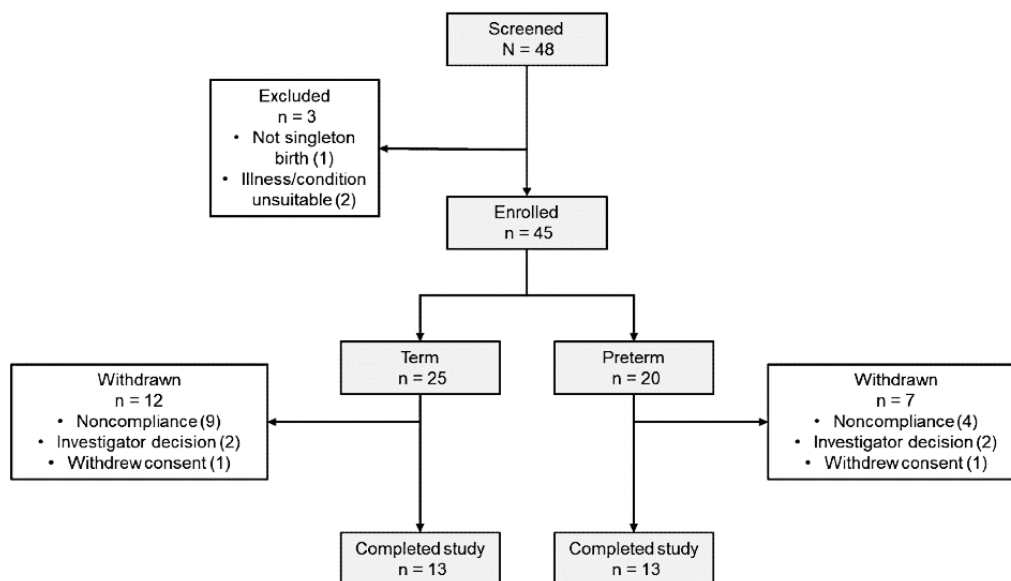 Screened
N = 48
Excluded
n = 3
• Not singleton
birth (1)
• Illness/condition
unsuitable (2)
Enrolled
n = 45
Term
n = 25
Preterm
n = 20
Withdrawn
n = 12
• Noncompliance (9)
• Investigator decision (2)
• Withdrew consent (1)
Withdrawn
n = 7
• Noncompliance (4)
• Investigator decision (2)
• Withdrew consent (1)
Completed study
n = 13
Completed study
n = 13